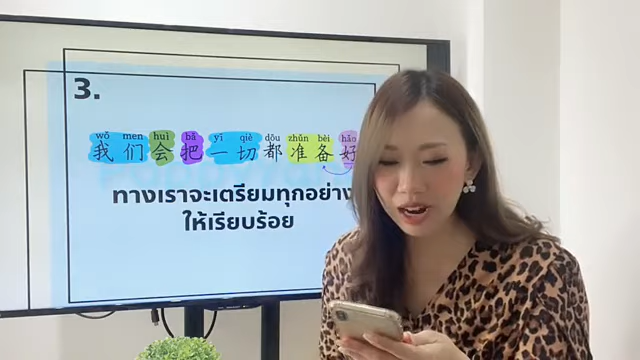 3.
wǒ men huì bǎ yí qiè dōu zhǔn bèi hǎo
我们会把一切都准备好
ทางเราจะเตรียมทุกอย่าง
ให้เรียบร้อย